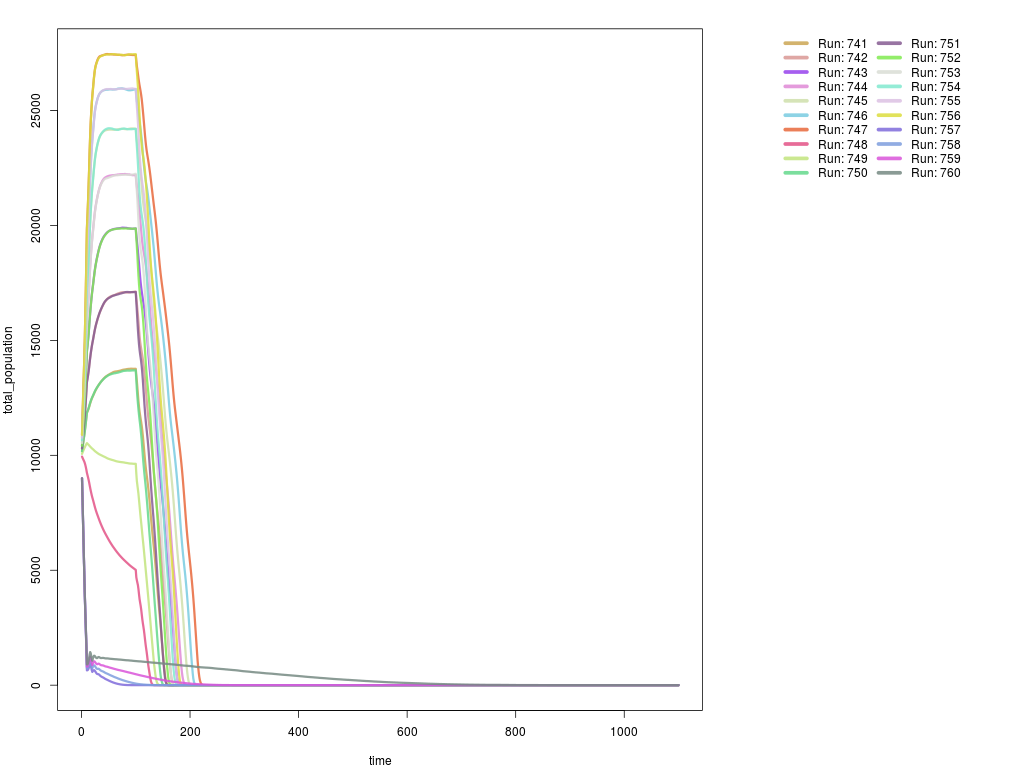 total_population
25000
20000
15000
10000
5000
0
0
200
400
600
800
1000
time
Run: 741
Run: 742
Run: 743
Run: 744
Run: 745
Run: 746
Run: 747
Run: 748
Run: 749
Run: 750
Run: 751
Run: 752
Run: 753
Run: 754
Run: 755
Run: 756
Run: 757
Run: 758
Run: 759
Run: 760